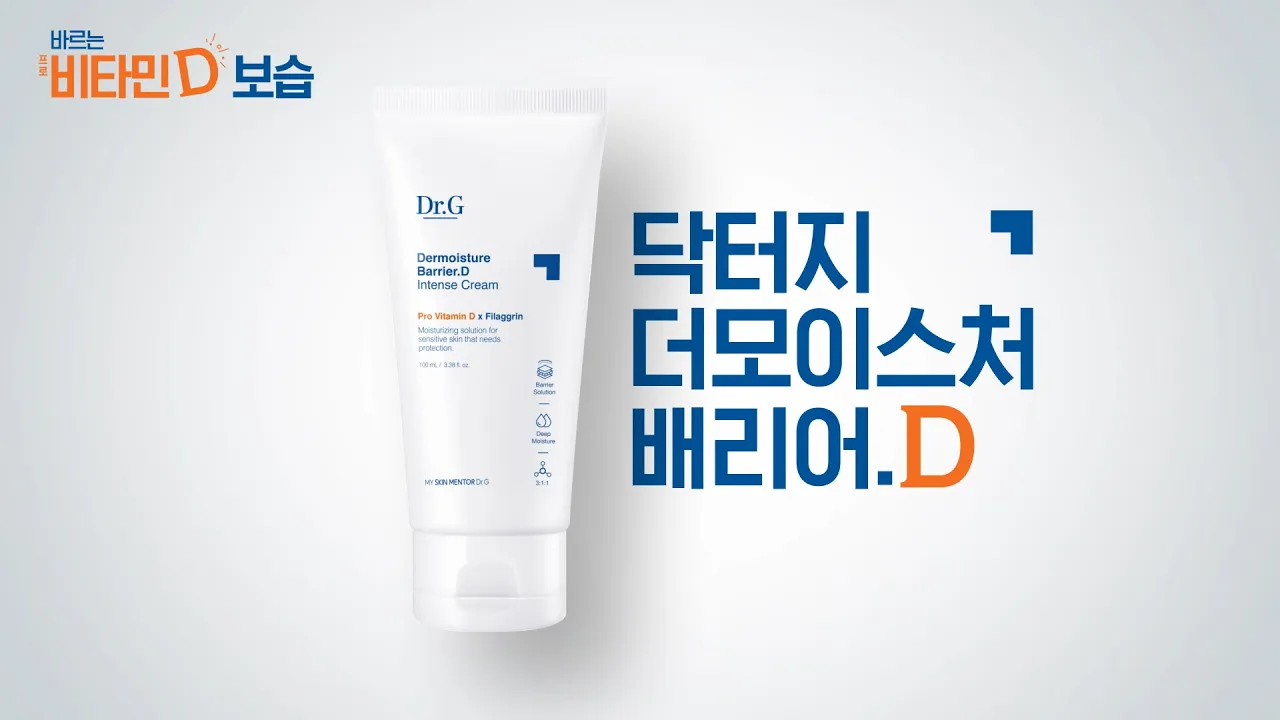 바르는
프로
비타민D 보습
Dr.G
Dermoisture
Barrier.D
Intense Cream
Pro Vitamin D x Filaggrin
Moisturizing solution for
sensitive skin that needs
protection.
100 mL / 3.38 fl oz.
Barrier
Solution
Deep
Moisture
3:1:1
MY SKIN MENTOR Dr.G
닥터지
더모이스처
배리어.D